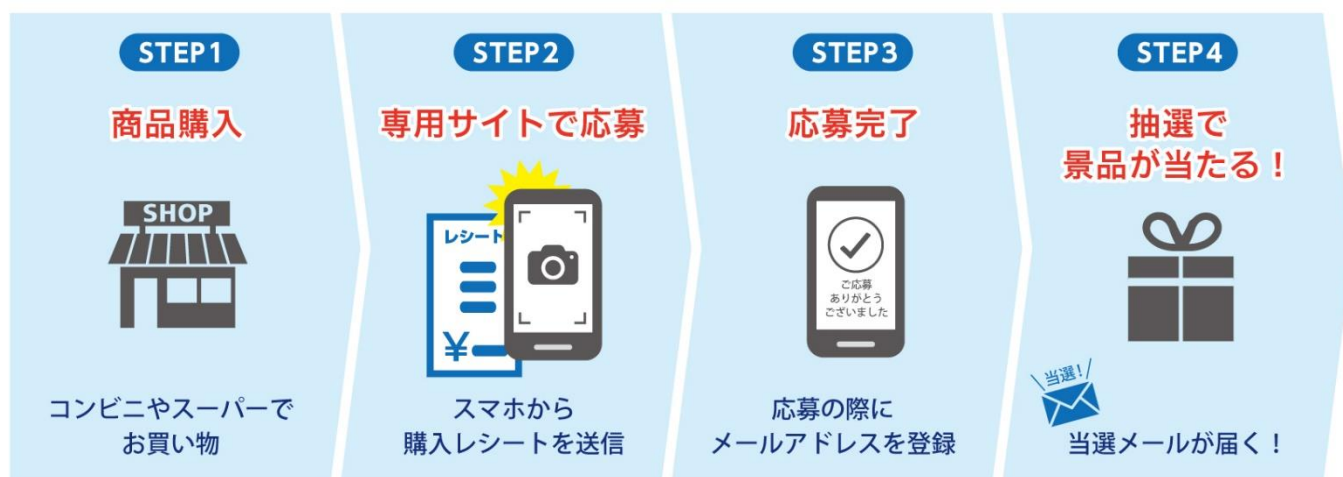 STEP1
商品購入
SHOP
コンビニやスーパーで
お買い物
STEP2
専用サイトで応募
レシート
¥
スマホから
購入レシートを送信
STEP3
応募完了
ご応募
ありがとう
ございました
応募の際に
メールアドレスを登録
STEP4
抽選で
景品が当たる！
当選！
当選メールが届く！